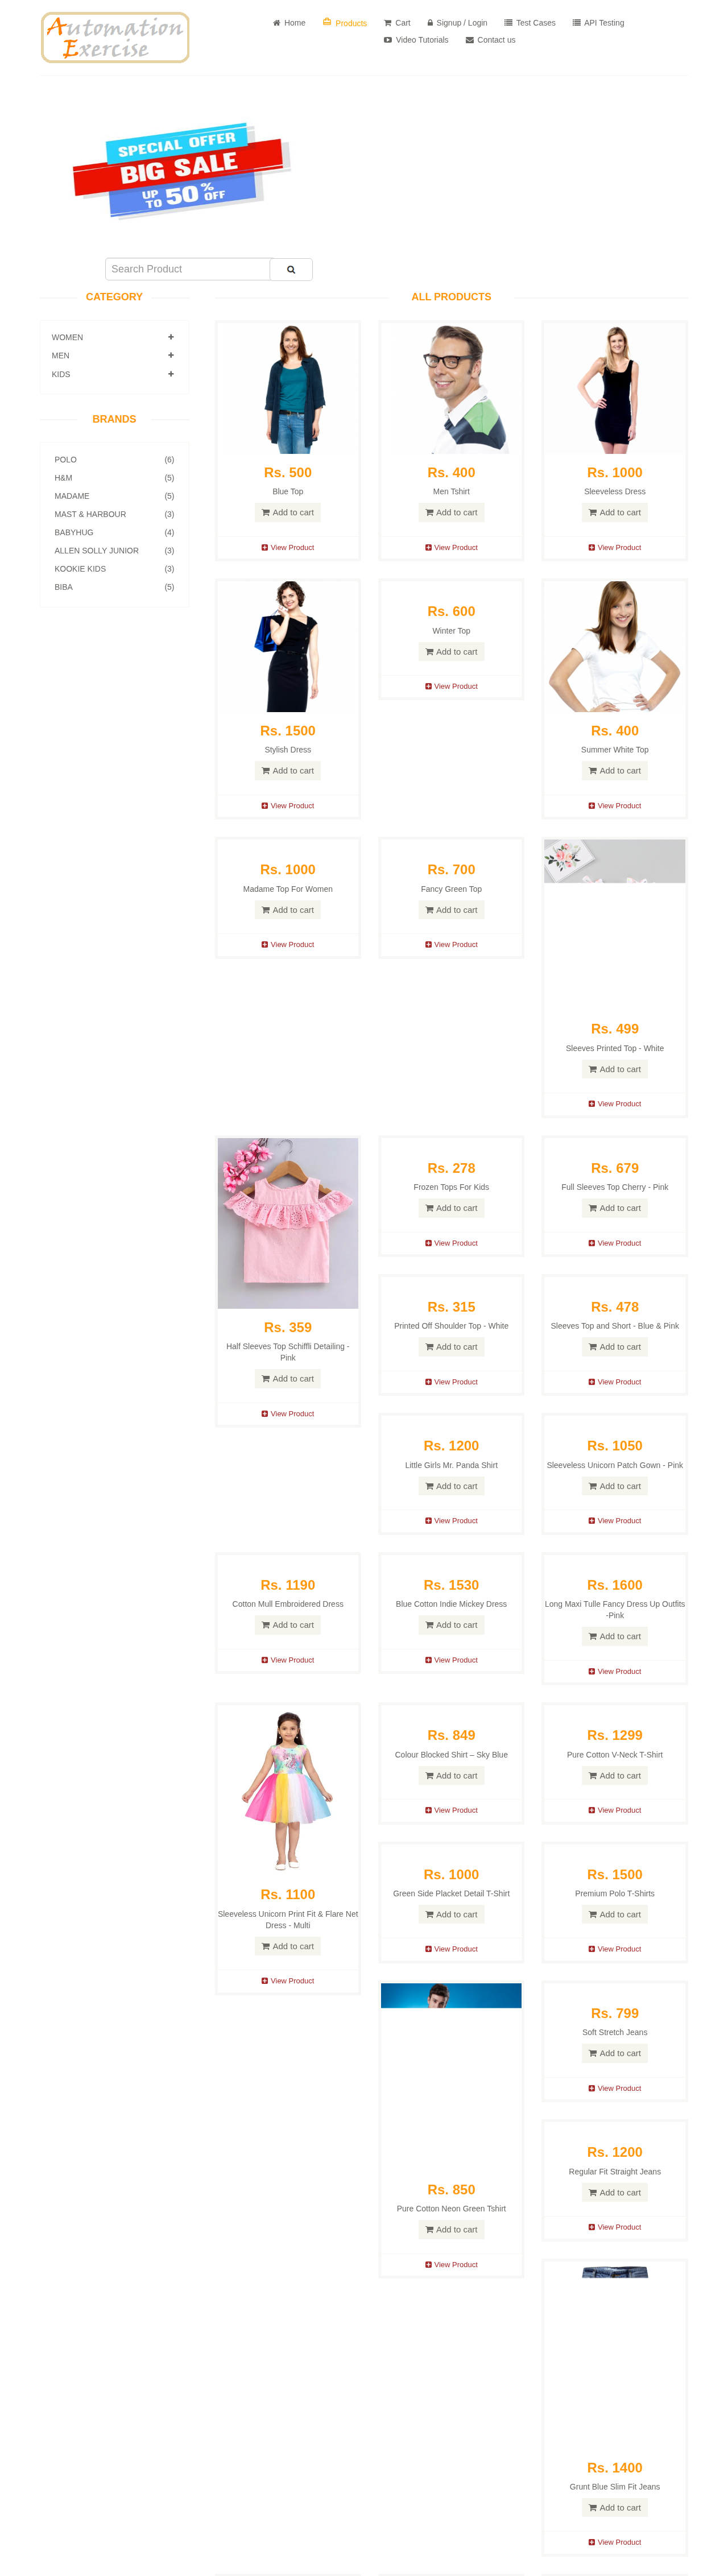 Automation
Exercise
Home
Products
Cart
Signup / Login
Test Cases
API Testing
Video Tutorials
Contact us
SPECIAL OFFER
BIG SALE
UP TO 50% OFF
Search Product
CATEGORY
WOMEN
MEN
KIDS
BRANDS
POLO (6)
H&M (5)
MADAME (5)
MAST & HARBOUR (3)
BABYHUG (4)
ALLEN SOLLY JUNIOR (3)
KOOKIE KIDS (3)
BIBA (5)
ALL PRODUCTS
Rs. 500
Blue Top
Add to cart
View Product
Rs. 400
Men Tshirt
Add to cart
View Product
Rs. 1000
Sleeveless Dress
Add to cart
View Product
Rs. 1500
Stylish Dress
Add to cart
View Product
Rs. 600
Winter Top
Add to cart
View Product
Rs. 400
Summer White Top
Add to cart
View Product
Rs. 1000
Madame Top For Women
Add to cart
View Product
Rs. 700
Fancy Green Top
Add to cart
View Product
Rs. 499
Sleeves Printed Top - White
Add to cart
View Product
Rs. 359
Half Sleeves Top Schiffli Detailing -
Pink
Add to cart
View Product
Rs. 278
Frozen Tops For Kids
Add to cart
View Product
Rs. 679
Full Sleeves Top Cherry - Pink
Add to cart
View Product
Rs. 315
Printed Off Shoulder Top - White
Add to cart
View Product
Rs. 478
Sleeves Top and Short - Blue & Pink
Add to cart
View Product
Rs. 1200
Little Girls Mr. Panda Shirt
Add to cart
View Product
Rs. 1050
Sleeveless Unicorn Patch Gown - Pink
Add to cart
View Product
Rs. 1190
Cotton Mull Embroidered Dress
Add to cart
View Product
Rs. 1530
Blue Cotton Indie Mickey Dress
Add to cart
View Product
Rs. 1600
Long Maxi Tulle Fancy Dress Up Outfits
-Pink
Add to cart
View Product
Rs. 1100
Sleeveless Unicorn Print Fit & Flare Net
Dress - Multi
Add to cart
View Product
Rs. 849
Colour Blocked Shirt – Sky Blue
Add to cart
View Product
Rs. 1299
Pure Cotton V-Neck T-Shirt
Add to cart
View Product
Rs. 1000
Green Side Placket Detail T-Shirt
Add to cart
View Product
Rs. 1500
Premium Polo T-Shirts
Add to cart
View Product
Rs. 850
Pure Cotton Neon Green Tshirt
Add to cart
View Product
Rs. 799
Soft Stretch Jeans
Add to cart
View Product
Rs. 1200
Regular Fit Straight Jeans
Add to cart
View Product
Rs. 1400
Grunt Blue Slim Fit Jeans
Add to cart
View Product